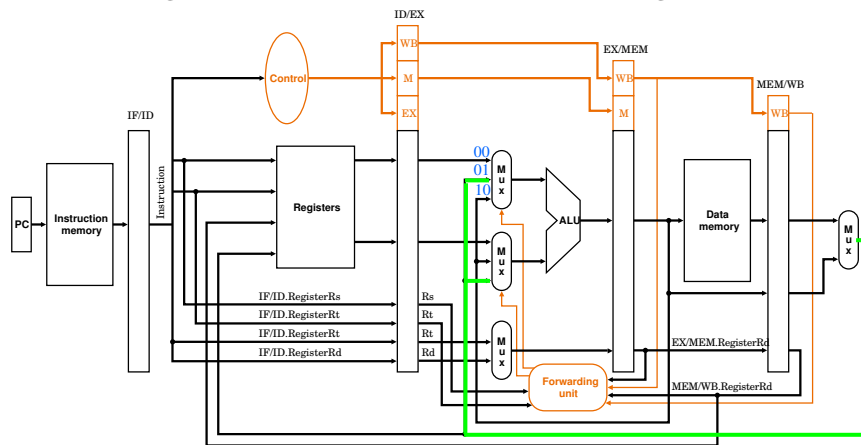 ID/EX
WB
EX/MEM
Control
M
WB
MEM/WB
IF/ID
EX
M
WB
00
01
10
M
u
x
Instruction
PC
Instruction
memory
Registers
ALU
Data
memory
M
u
x
M
u
x
IF/ID.RegisterRs
Rs
IF/ID.RegisterRt
Rt
IF/ID.RegisterRt
Rt
IF/ID.RegisterRd
Rd
M
u
x
EX/MEM.RegisterRd
Forwarding
unit
MEM/WB.RegisterRd